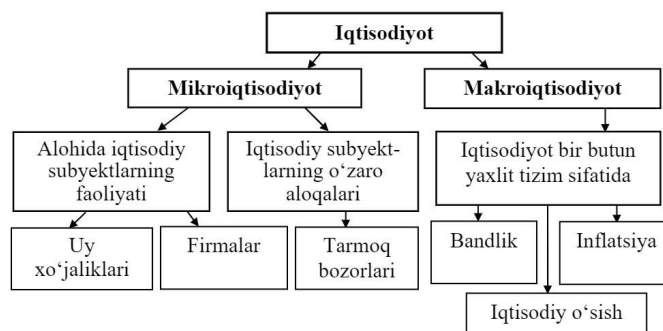 Iqtisodiyot
Mikroiqtisodiyot
Makroiqtisodiyot
Alohida iqtisodiy
subyektlarning
faoliyati
Iqtisodiy subyekt-
larning o‘zaro
aloqalari
Iqtisodiyot bir butun
yaxlit tizim sifatida
Uy
xo‘jaliklari
Firmalar
Tarmoq
bozorlari
Bandlik
Inflatsiya
Iqtisodiy o‘sish